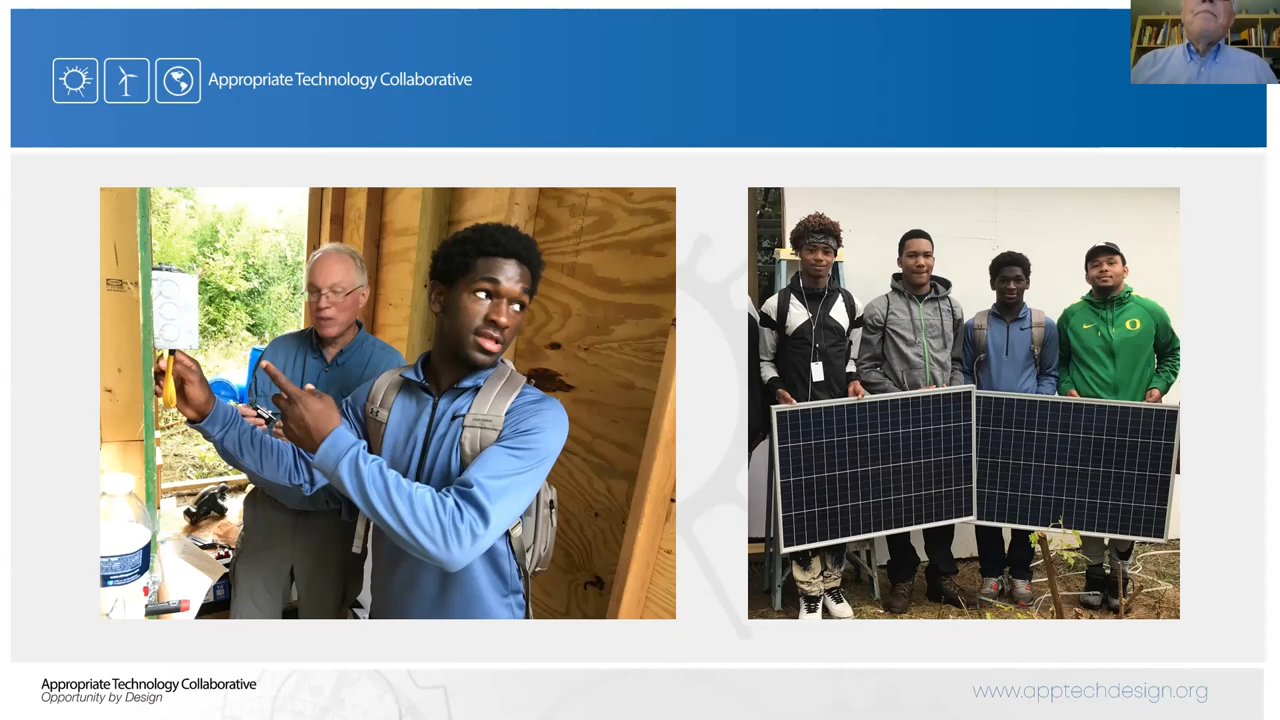 Appropriate Technology Collaborative
O
Appropriate Technology Collaborative
Opportunity by Design
www.apptechdesign.org